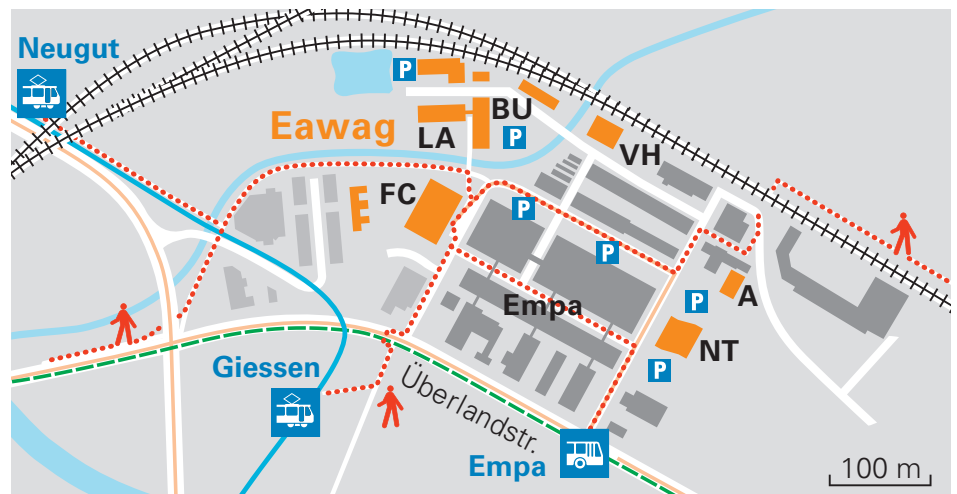 Neugut
P
BU
Eawag
LA
P
VH
FC
P
P
Empa
A
P
NT
Giessen
P
Überlandstr.
Empa
100 m